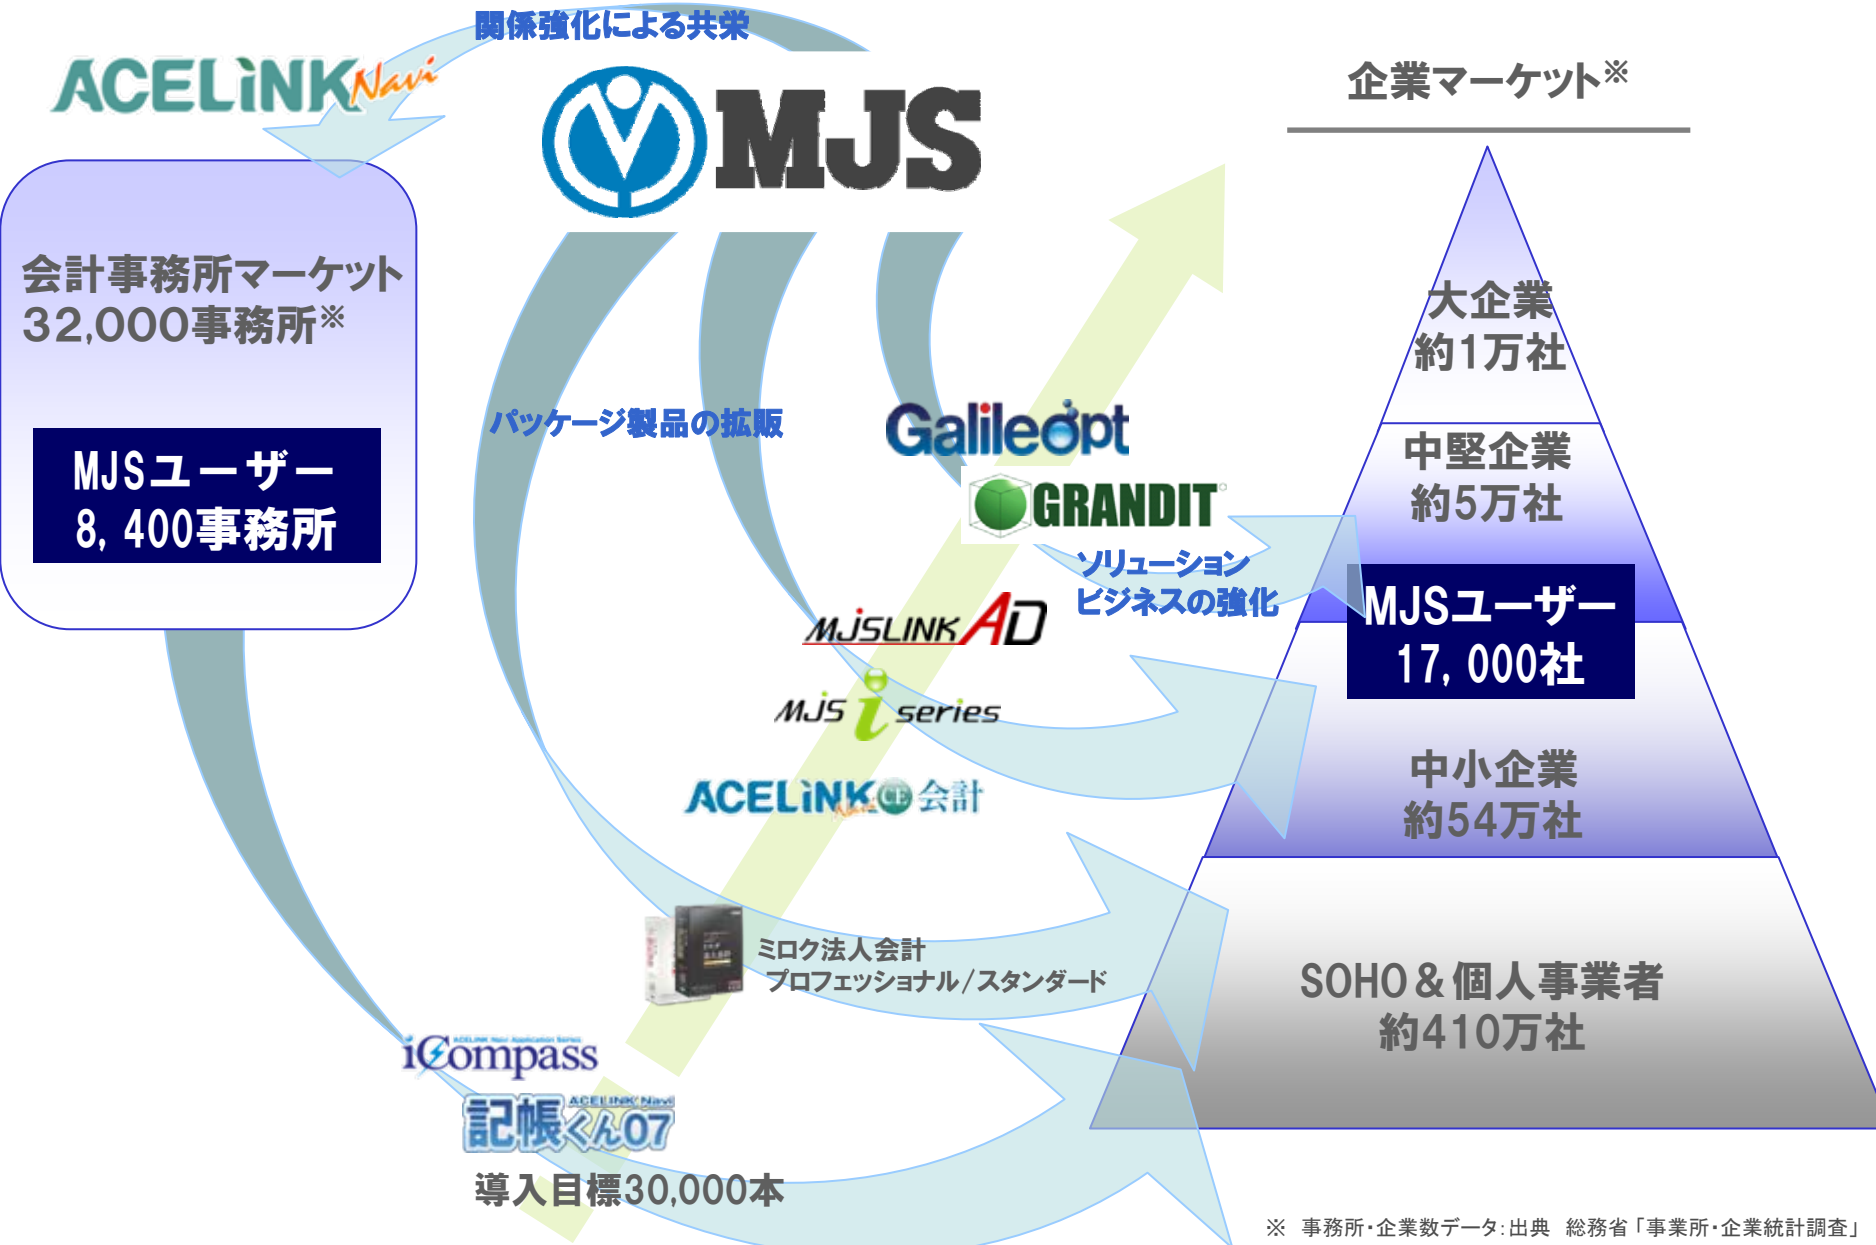 関係強化による共栄
ACELiNK Navi
MJS
企業マーケット※
会計事務所マーケット
32,000事務所※
MJSユーザー
8,400事務所
大企業
約1万社
パッケージ製品の拡販
Galileopt
中堅企業
約5万社
GRANDIT
ソリューション
ビジネスの強化
MJSLINK AD
MJSユーザー
17,000社
MJS i series
ACELiNK Navi CE 会計
中小企業
約54万社
ミロク法人会計
プロフェッショナル/スタンダード
SOHO＆個人事業者
約410万社
ACELINK Navi Application Series
iCompass
ACELINK Navi
記帳くん07
導入目標30,000本
※ 事務所・企業数データ：出典 総務省「事業所・企業統計調査」